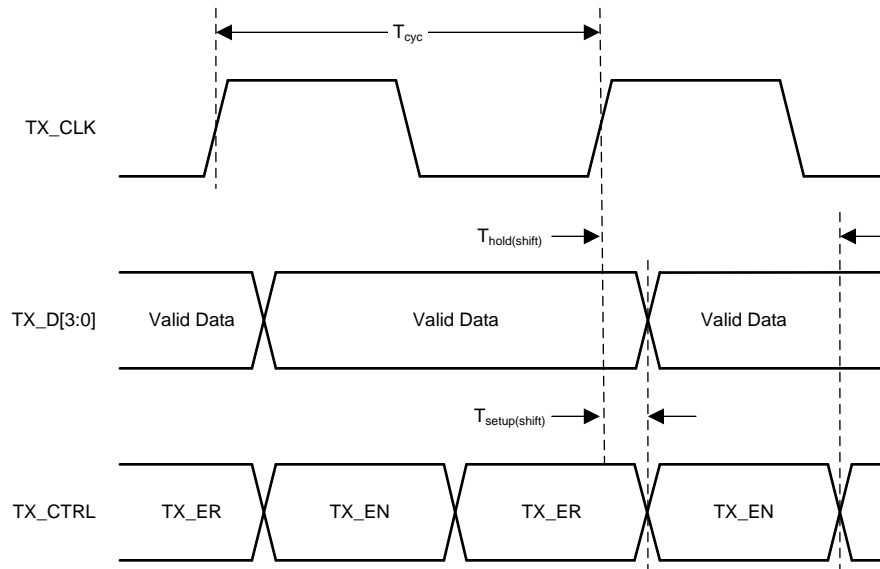 T_cyc
TX_CLK
T_hold(shift)
TX_D[3:0] Valid Data Valid Data Valid Data
T_setup(shift)
TX_CTRL TX_ER TX_EN TX_ER TX_EN